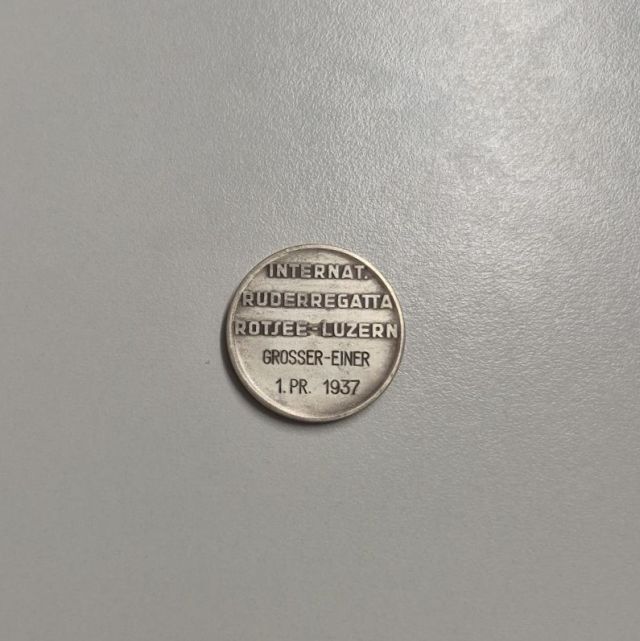 INTERNAT.
RUDERREGATTA
ROTSEE-LUZERN
GROSSER-EINER
1. PR. 1937